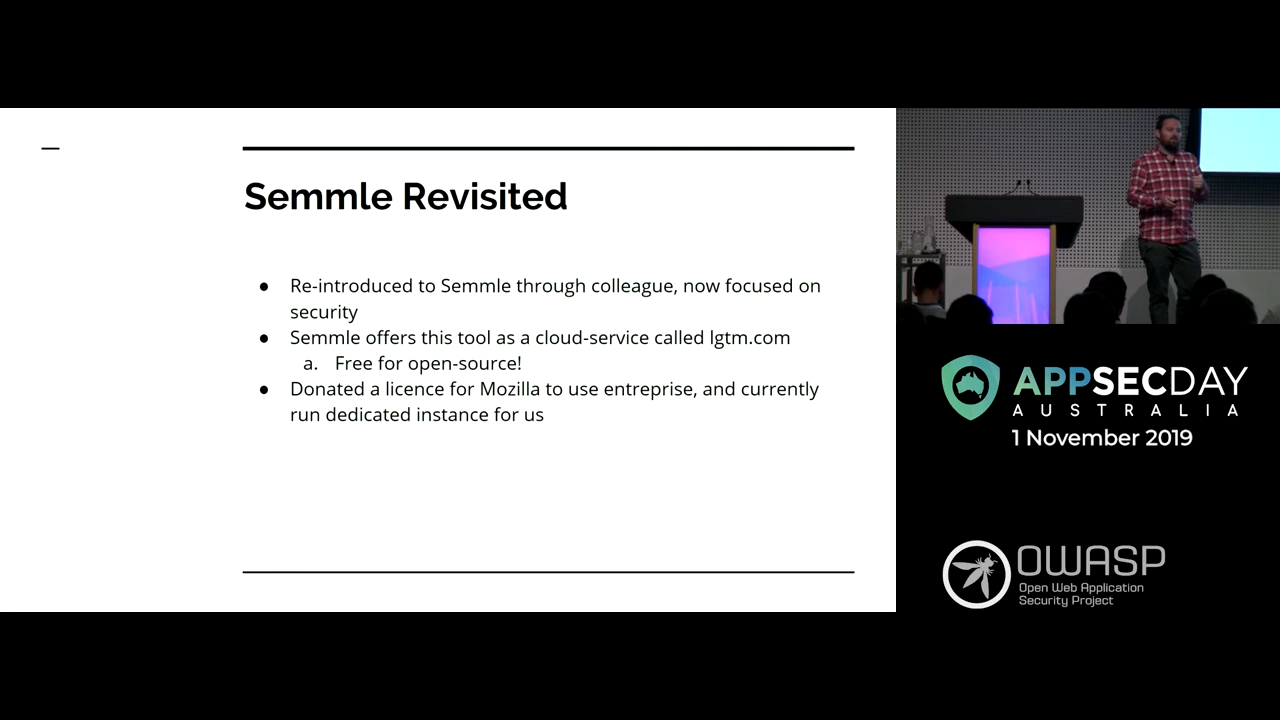 Semmle Revisited
● Re-introduced to Semmle through colleague, now focused on
security
● Semmle offers this tool as a cloud-service called lgtm.com
a. Free for open-source!
● Donated a licence for Mozilla to use entreprise, and currently
run dedicated instance for us
APPSECDAY
AUSTRALIA
1 November 2019
OWASP
Open Web Application
Security Project